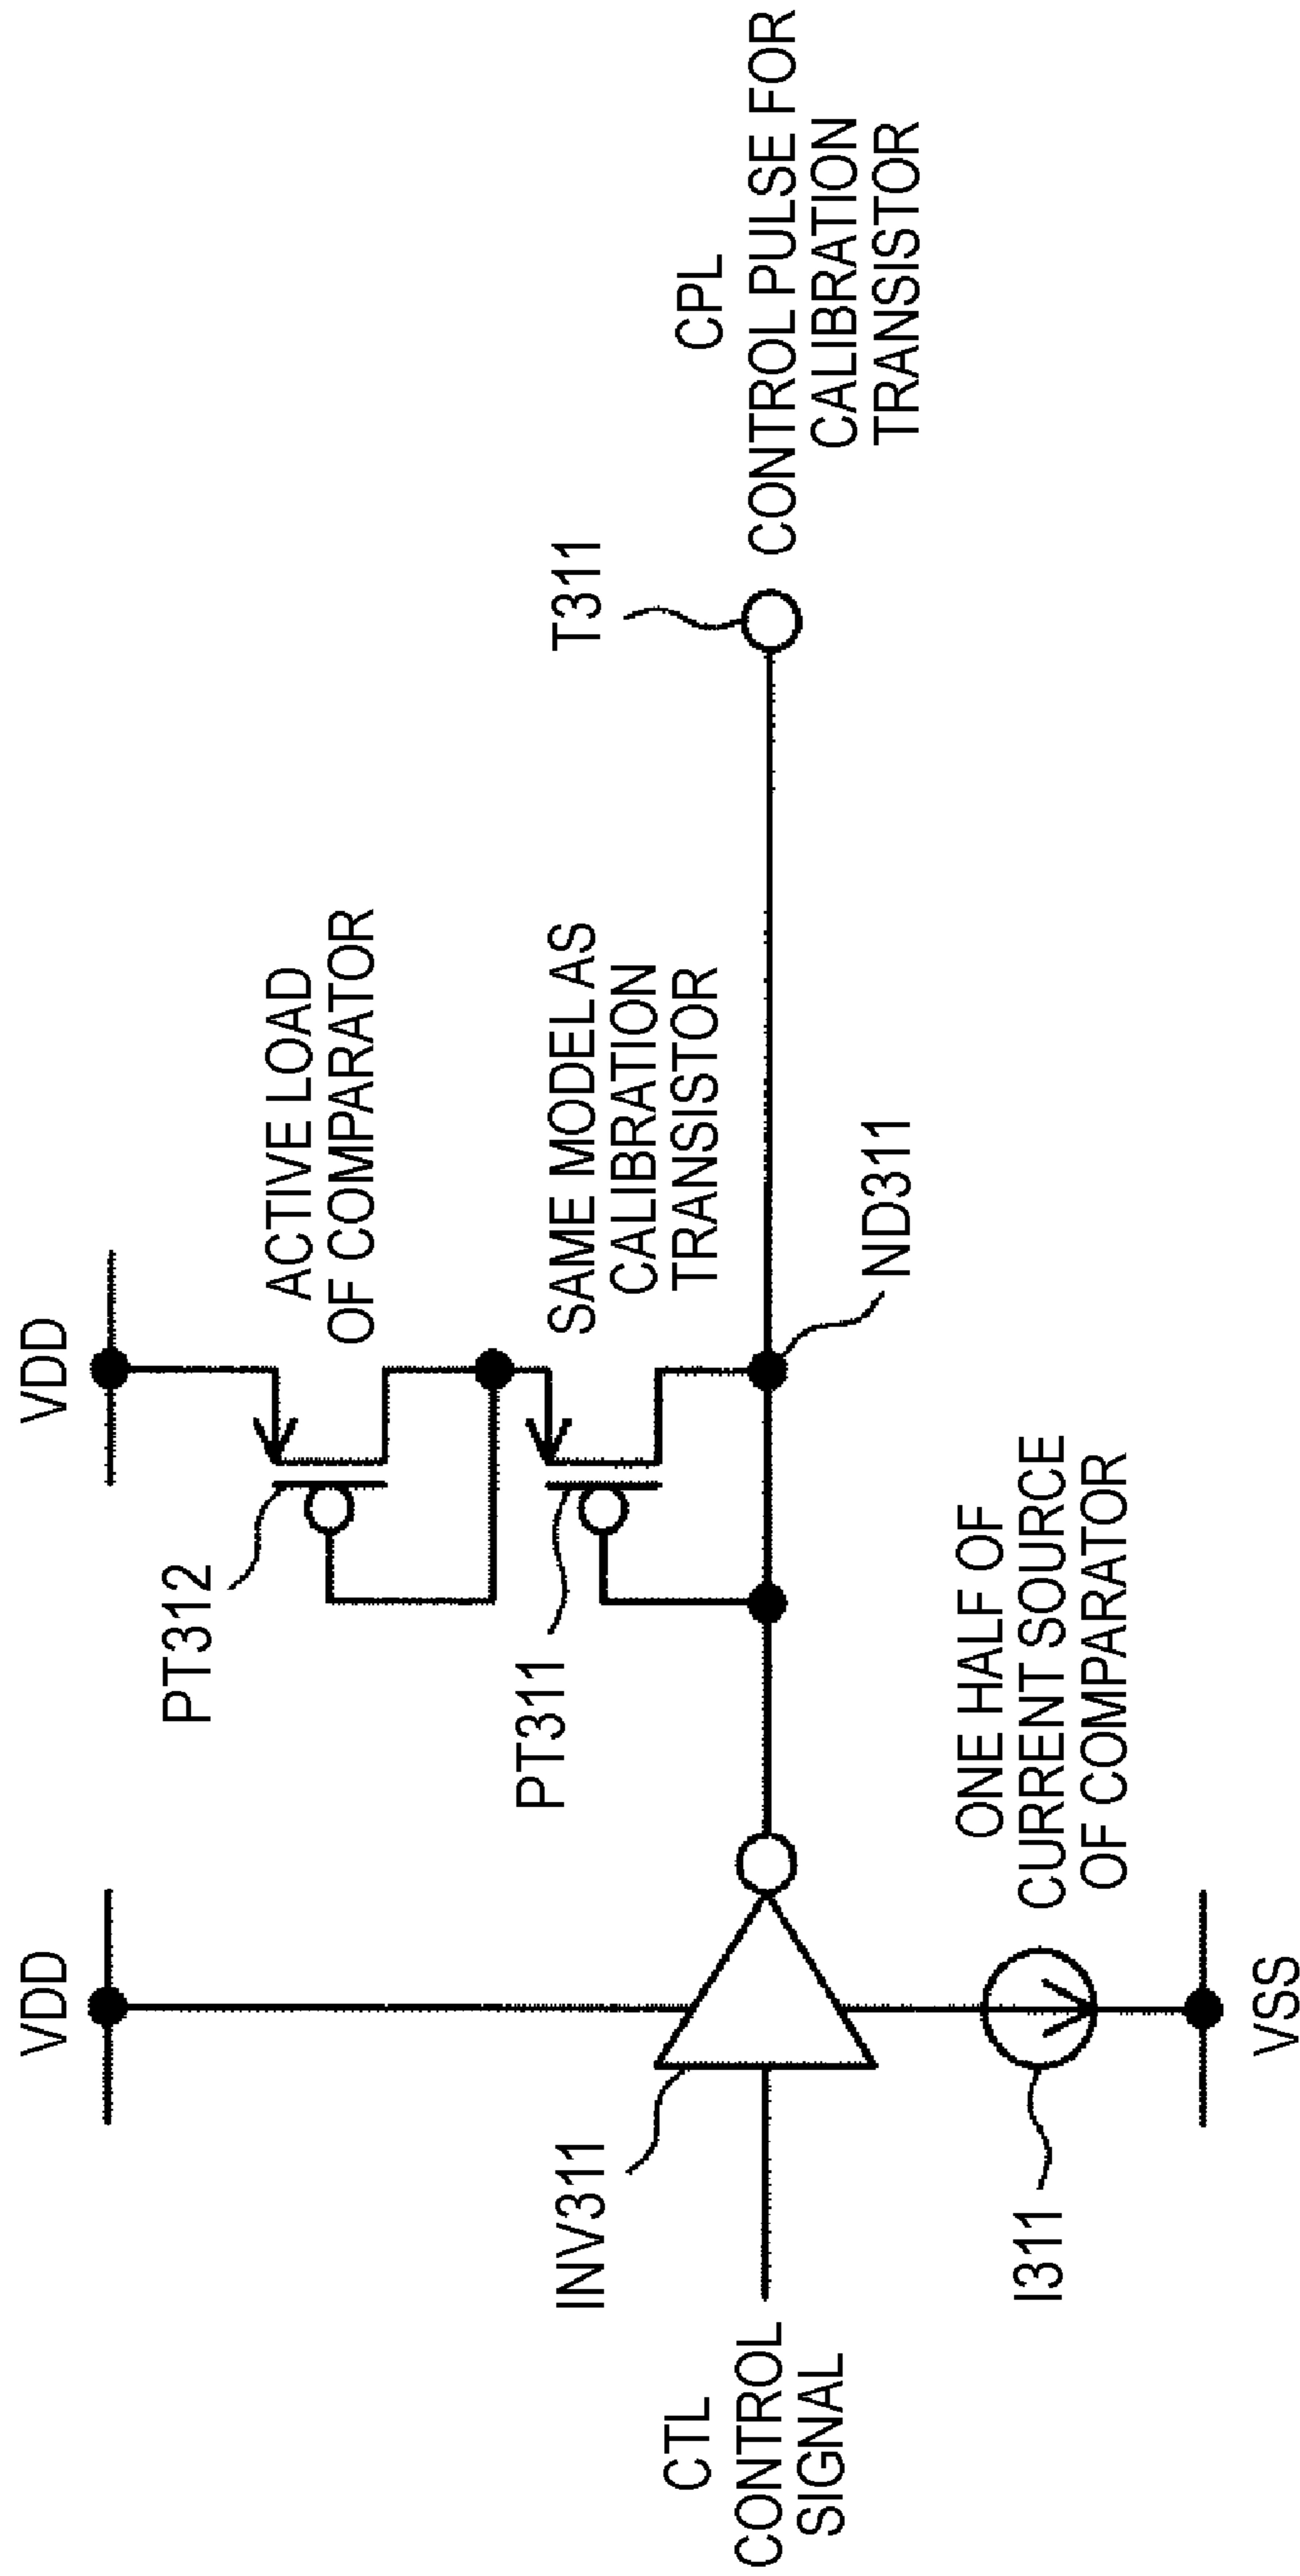 VDD
VDD
PT312
ACTIVE LOAD
OF COMPARATOR
PT311
SAME MODEL AS
CALIBRATION
TRANSISTOR
INV311
T311
CTL
CONTROL
SIGNAL
CPL
CONTROL PULSE FOR
CALIBRATION
TRANSISTOR
ND311
I311
ONE HALF OF
CURRENT SOURCE
OF COMPARATOR
VSS